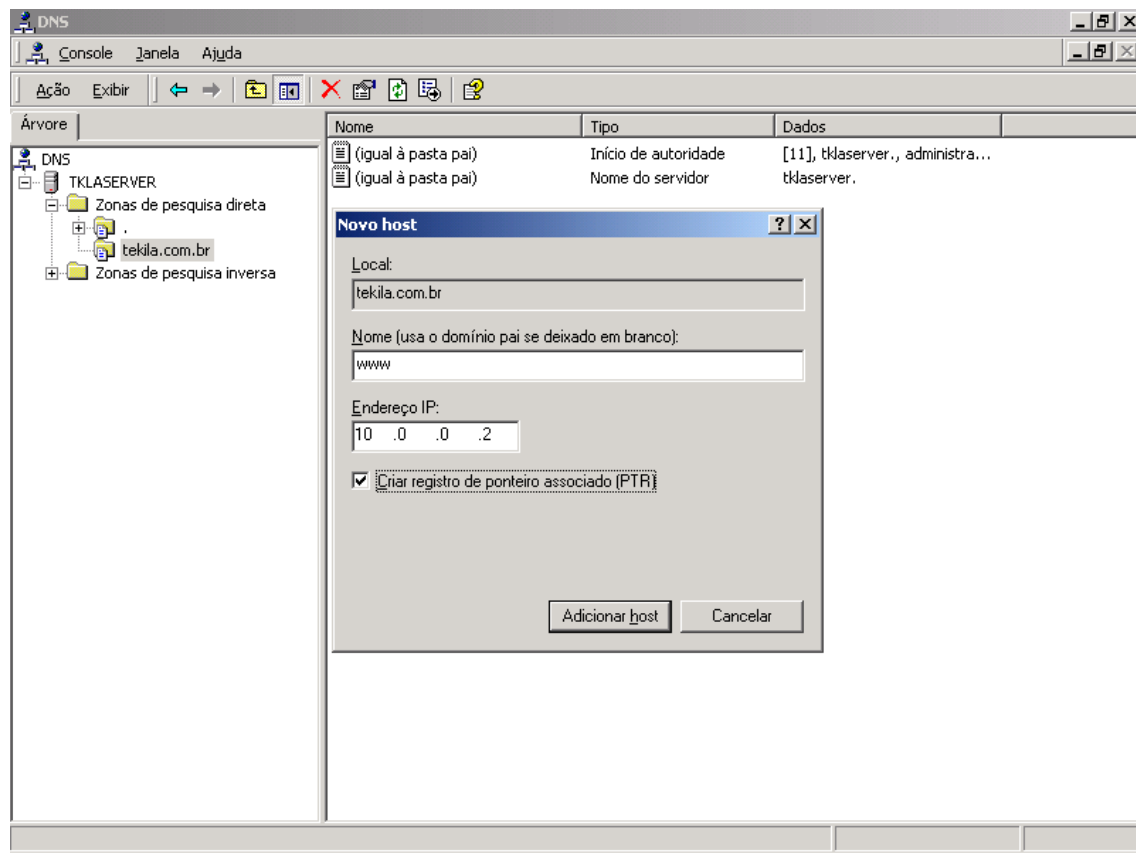 DNS
Console Janela Ajuda
Ação Exibir
Árvore
Nome Tipo Dados
DNS
TKLASERVER
Zonas de pesquisa direta
.
tekila.com.br
Zonas de pesquisa inversa
(igual à pasta pai) Início de autoridade [11], tklaserver., administra...
(igual à pasta pai) Nome do servidor tklaserver.
Novo host
Local:
tekila.com.br
Nome (usa o domínio pai se deixado em branco):
www
Endereço IP:
10 .0 .0 .2
Criar registro de ponteiro associado (PTR)
Adicionar host Cancelar